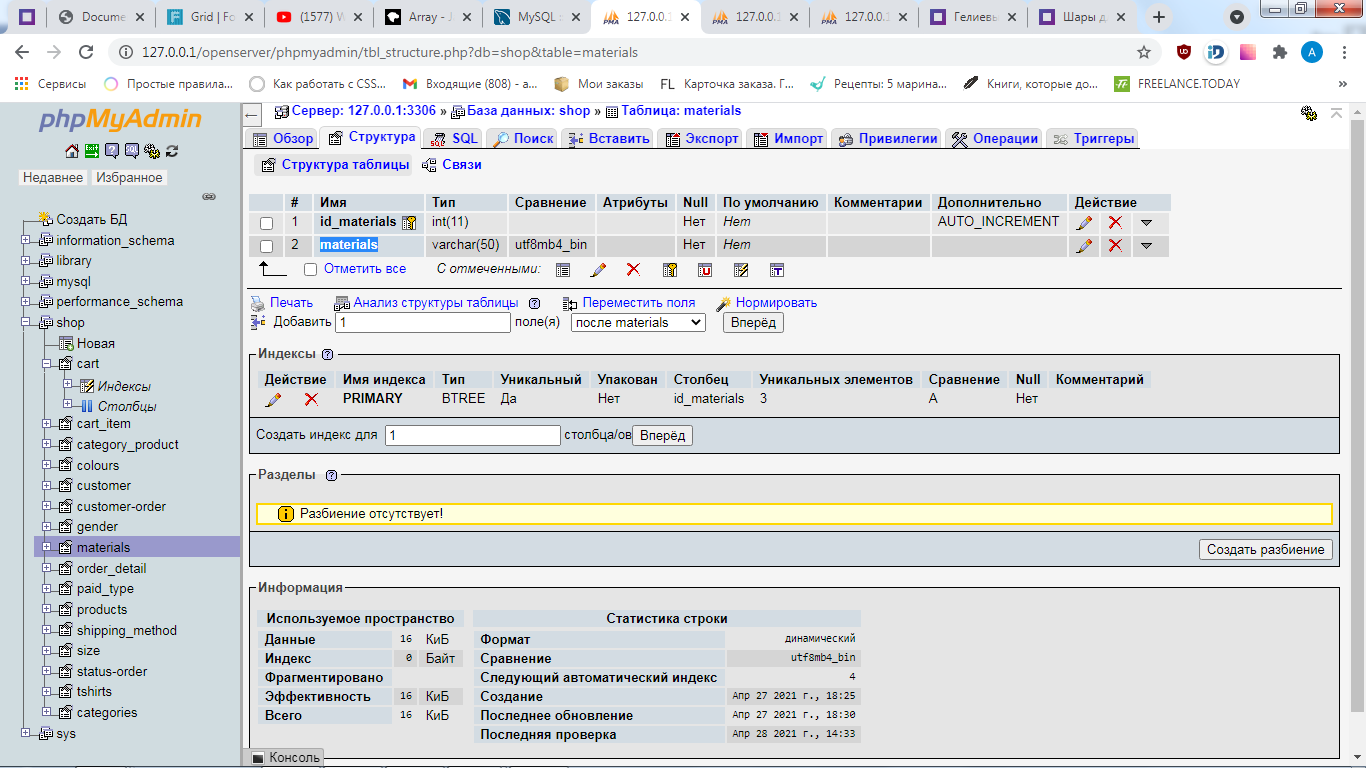 Docume
Grid | Fo
(1577) W
Array - J
MySQL :
127.0.0.1
127.0.0.1
127.0.0.1
Гелиевы
Шары д
127.0.0.1/openserver/phpmyadmin/tbl_structure.php?db=shop&table=materials
A
Сервисы
Простые правила...
Как работать с CSS...
Входящие (808) - a...
Мои заказы
FL Карточка заказа. Г...
Рецепты: 5 марина...
Книги, которые до...
FREELANCE.TODAY
»
phpMyAdmin
Недавнее Избранное
Создать БД
information_schema
library
mysql
performance_schema
shop
Новая
cart
Индексы
Столбцы
cart_item
category_product
colours
customer
customer-order
gender
materials
order_detail
paid_type
products
shipping_method
size
status-order
tshirts
categories
sys
← Сервер: 127.0.0.1:3306 » База данных: shop » Таблица: materials
Обзор Структура SQL Поиск Вставить Экспорт Импорт Привилегии Операции Триггеры
Структура таблицы Связи
# Имя Тип Сравнение Атрибуты Null По умолчанию Комментарии Дополнительно Действие
1 id_materials int(11) Нет Нет AUTO_INCREMENT
2 materials varchar(50) utf8mb4_bin Нет Нет
Отметить все С отмеченными:
Печать Анализ структуры таблицы Переместить поля Нормировать
Добавить 1 поле(я) после materials Вперёд
Индексы
Действие Имя индекса Тип Уникальный Упакован Столбец Уникальных элементов Сравнение Null Комментарий
PRIMARY BTREE Да Нет id_materials 3 A Нет
Создать индекс для 1 столбца/ов Вперёд
Разделы
Разбиение отсутствует!
Создать разбиение
Информация
Используемое пространство
Данные 16 КиБ
Индекс 0 Байт
Фрагментировано
Эффективность 16 КиБ
Всего 16 КиБ
Статистика строки
Формат динамический
Сравнение utf8mb4_bin
Следующий автоматический индекс 4
Создание Апр 27 2021 г., 18:25
Последнее обновление Апр 27 2021 г., 18:30
Последняя проверка Апр 28 2021 г., 14:33
Консоль